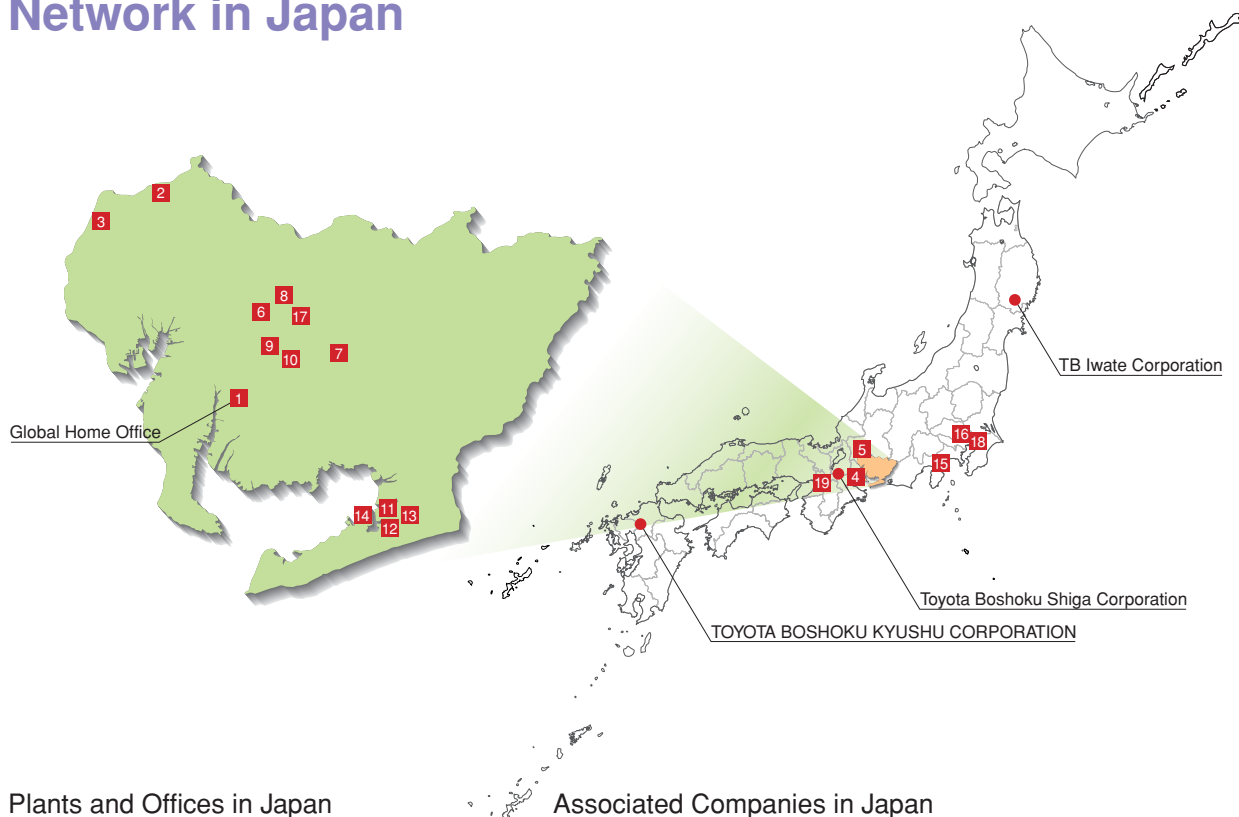 Network in Japan
2
3
8
6
17
9
10
7
1
Global Home Office
14
11
13
12
TB Iwate Corporation
5
16
18
15
19
4
Toyota Boshoku Shiga Corporation
TOYOTA BOSHOKU KYUSHU CORPORATION
Plants and Offices in Japan
Associated Companies in Japan